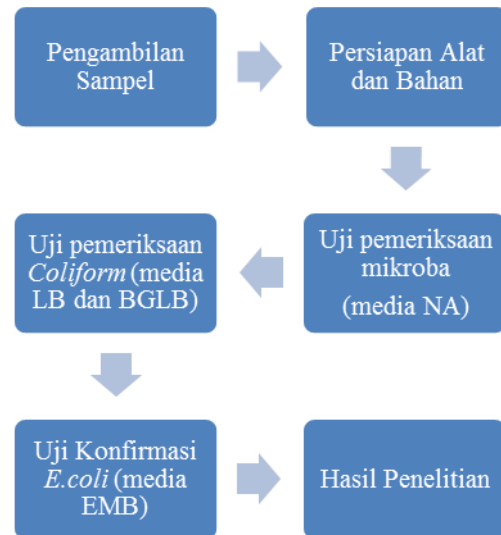 Pengambilan
Sampel
Persiapan Alat
dan Bahan
Uji pemeriksaan
mikroba
(media NA)
Uji pemeriksaan
Coliform (media
LB dan BGLB)
Uji Konfirmasi
E.coli (media
EMB)
Hasil Penelitian